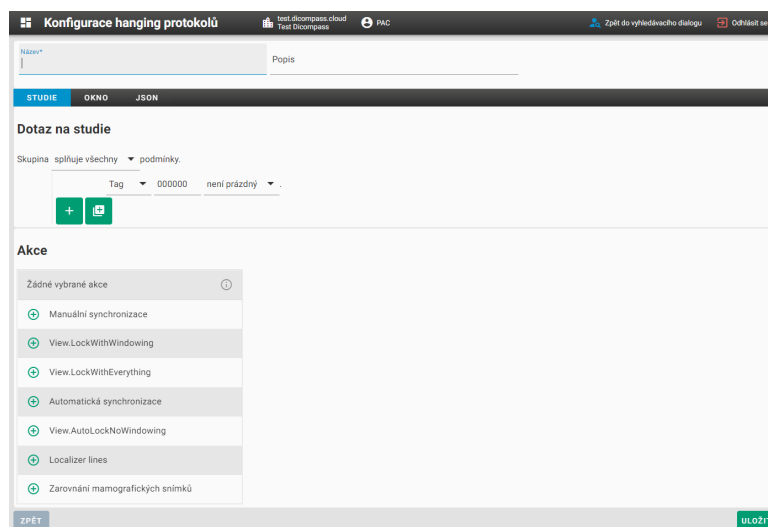 Konfigurace hanging protokolů
test.dicompass.cloud
Test Dicompass
PAC
Zpět do vyhledávacího dialogu
Odhlásit se
Název*
Popis
STUDIE OKNO JSON
Dotaz na studie
Skupina splňuje všechny podmínky.
Tag 000000 není prázdný .
Akce
Žádné vybrané akce
Manuální synchronizace
View.LockWithWindowing
View.LockWithEverything
Automatická synchronizace
View.AutoLockNoWindowing
Localizer lines
Zarovnání mamografických snímků
ZPĚT
ULOŽIT